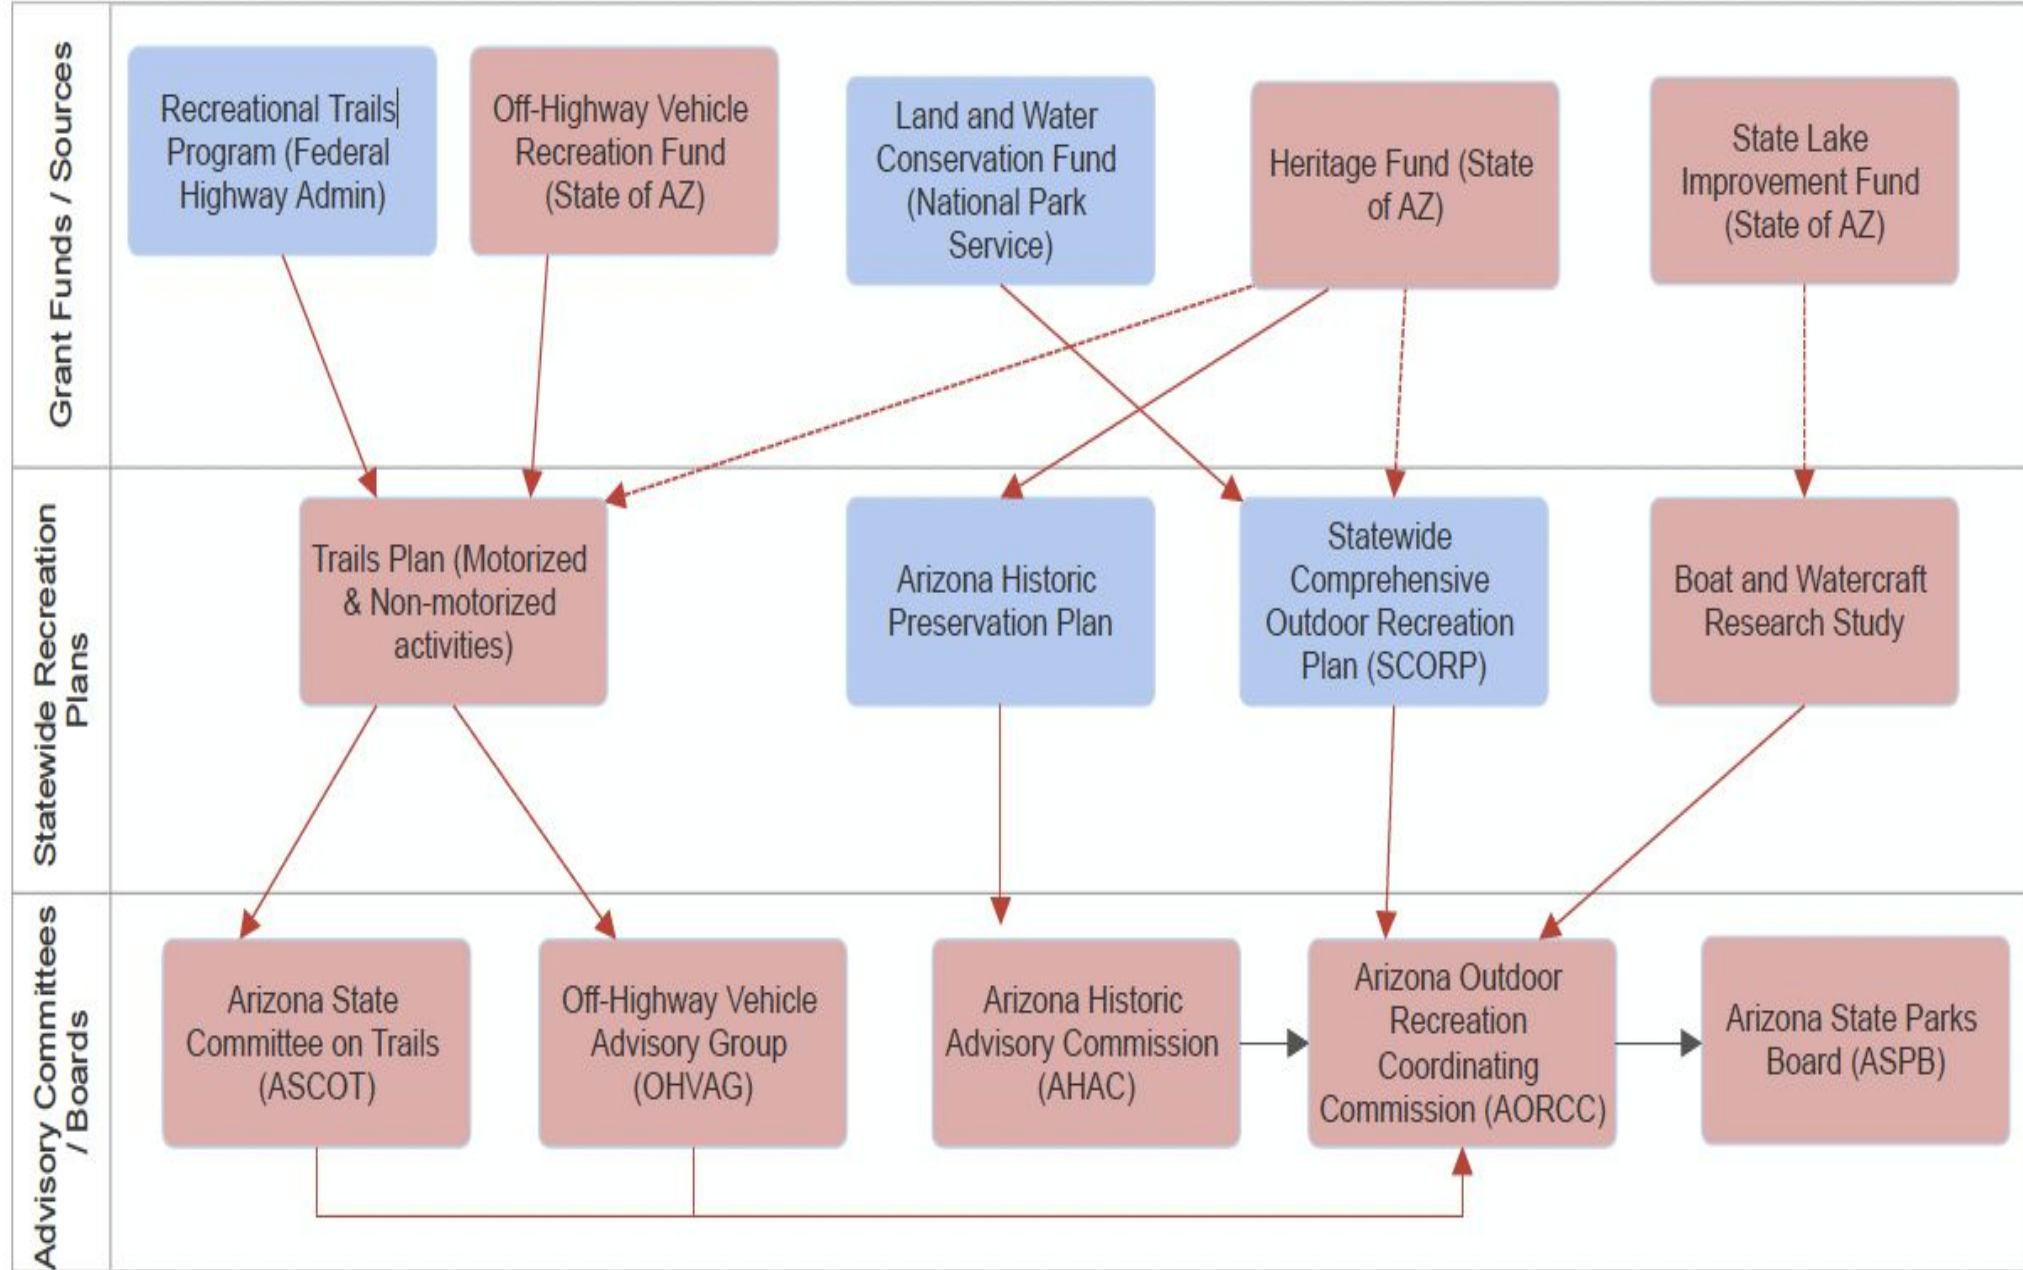 Grant Funds / Sources
Recreational Trails
Program (Federal
Highway Admin)
Off-Highway Vehicle
Recreation Fund
(State of AZ)
Land and Water
Conservation Fund
(National Park
Service)
Heritage Fund (State
of AZ)
State Lake
Improvement Fund
(State of AZ)
Statewide Recreation
Plans
Trails Plan (Motorized
& Non-motorized
activities)
Arizona Historic
Preservation Plan
Statewide
Comprehensive
Outdoor Recreation
Plan (SCORP)
Boat and Watercraft
Research Study
Advisory Committees
/ Boards
Arizona State
Committee on Trails
(ASCOT)
Off-Highway Vehicle
Advisory Group
(OHVAG)
Arizona Historic
Advisory Commission
(AHAC)
Arizona Outdoor
Recreation
Coordinating
Commission (AORCC)
Arizona State Parks
Board (ASPB)